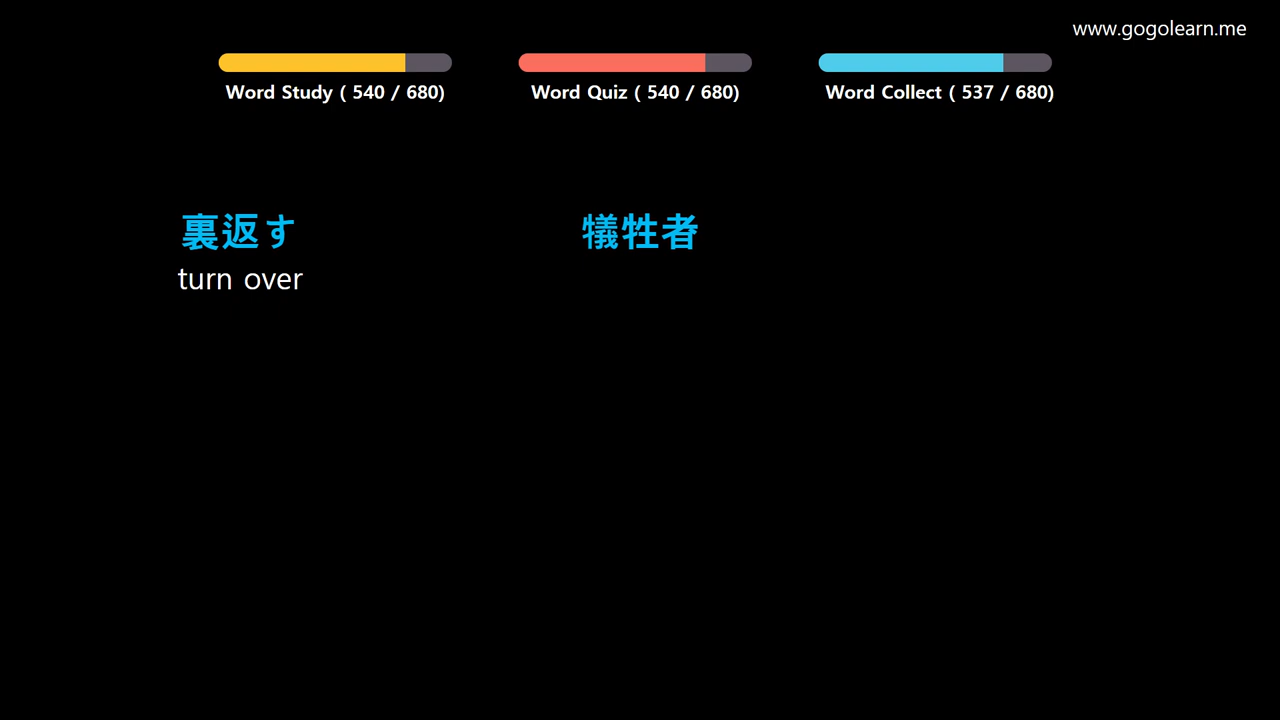 www.gogolearn.me
Word Study ( 540 / 680)
Word Quiz ( 540 / 680)
Word Collect ( 537 / 680)
裏返す
turn over
犠牲者